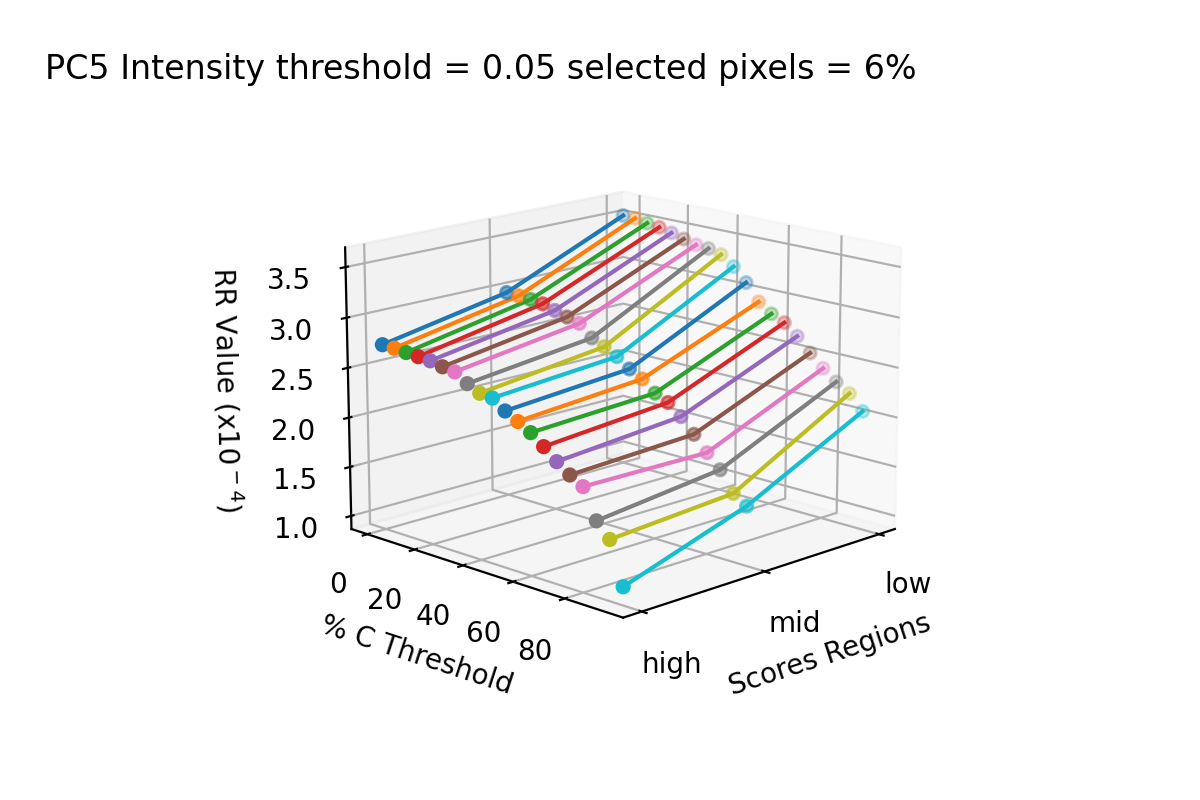 PC5 Intensity threshold = 0.05 selected pixels = 6%
RR Value (x10⁻⁴)
3.5
3.0
2.5
2.0
1.5
1.0
0
20
40
60
80
% C Threshold
high
mid
low
Scores Regions